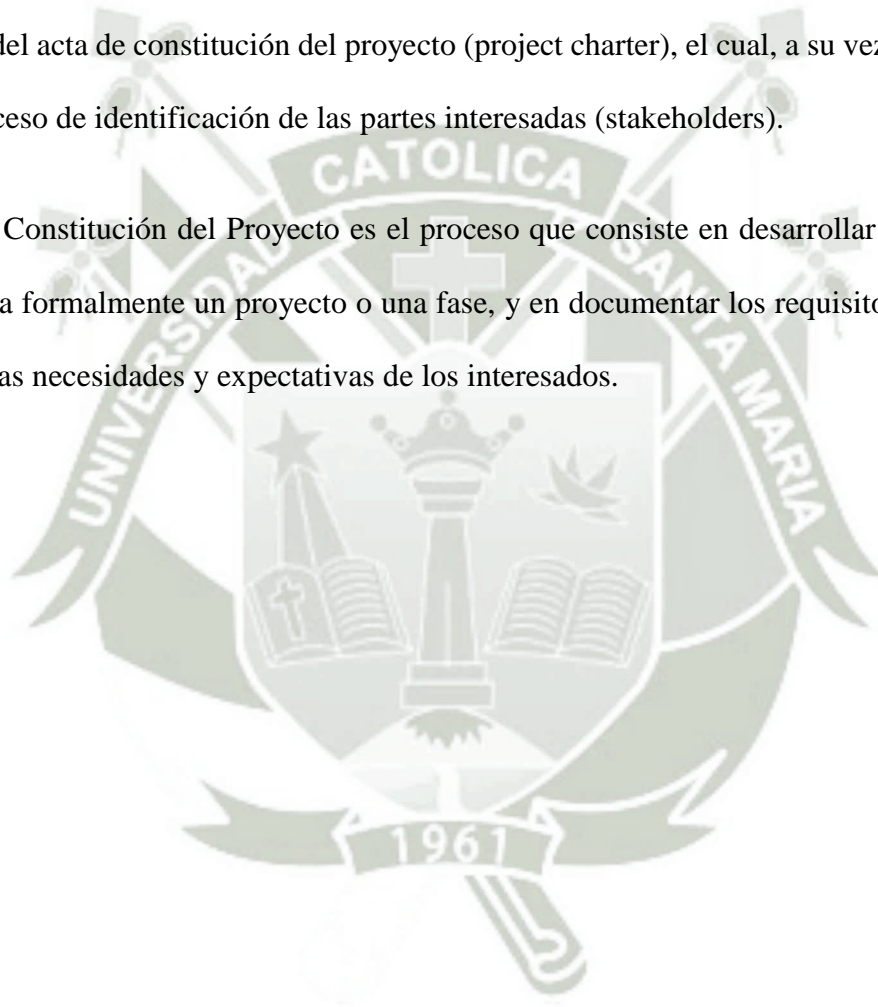 del acta de constitución del proyecto (project charter), el cual, a su vez
ceso de identificación de las partes interesadas (stakeholders).
CATOLICA
UNIVERSIDAD
SANTA MARIA
Constitución del Proyecto es el proceso que consiste en desarrollar
a formalmente un proyecto o una fase, y en documentar los requisito
as necesidades y expectativas de los interesados.
1961